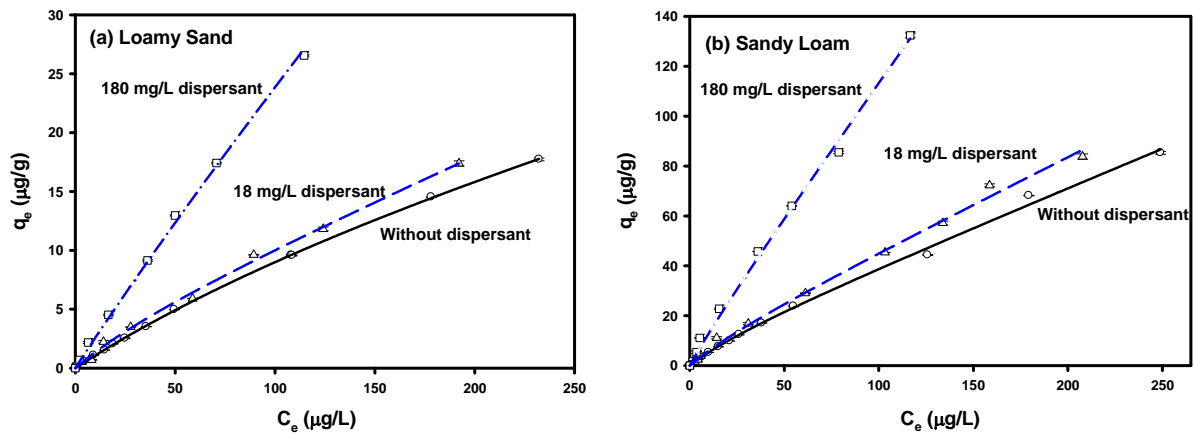 (a) Loamy Sand
180 mg/L dispersant
18 mg/L dispersant
Without dispersant
30
25
20
15
10
5
0
qe (μg/g)
0 50 100 150 200 250
Ce (μg/L)
(b) Sandy Loam
180 mg/L dispersant
18 mg/L dispersant
Without dispersant
140
120
100
80
60
40
20
0
qe (μg/g)
0 50 100 150 200 250
Ce (μg/L)